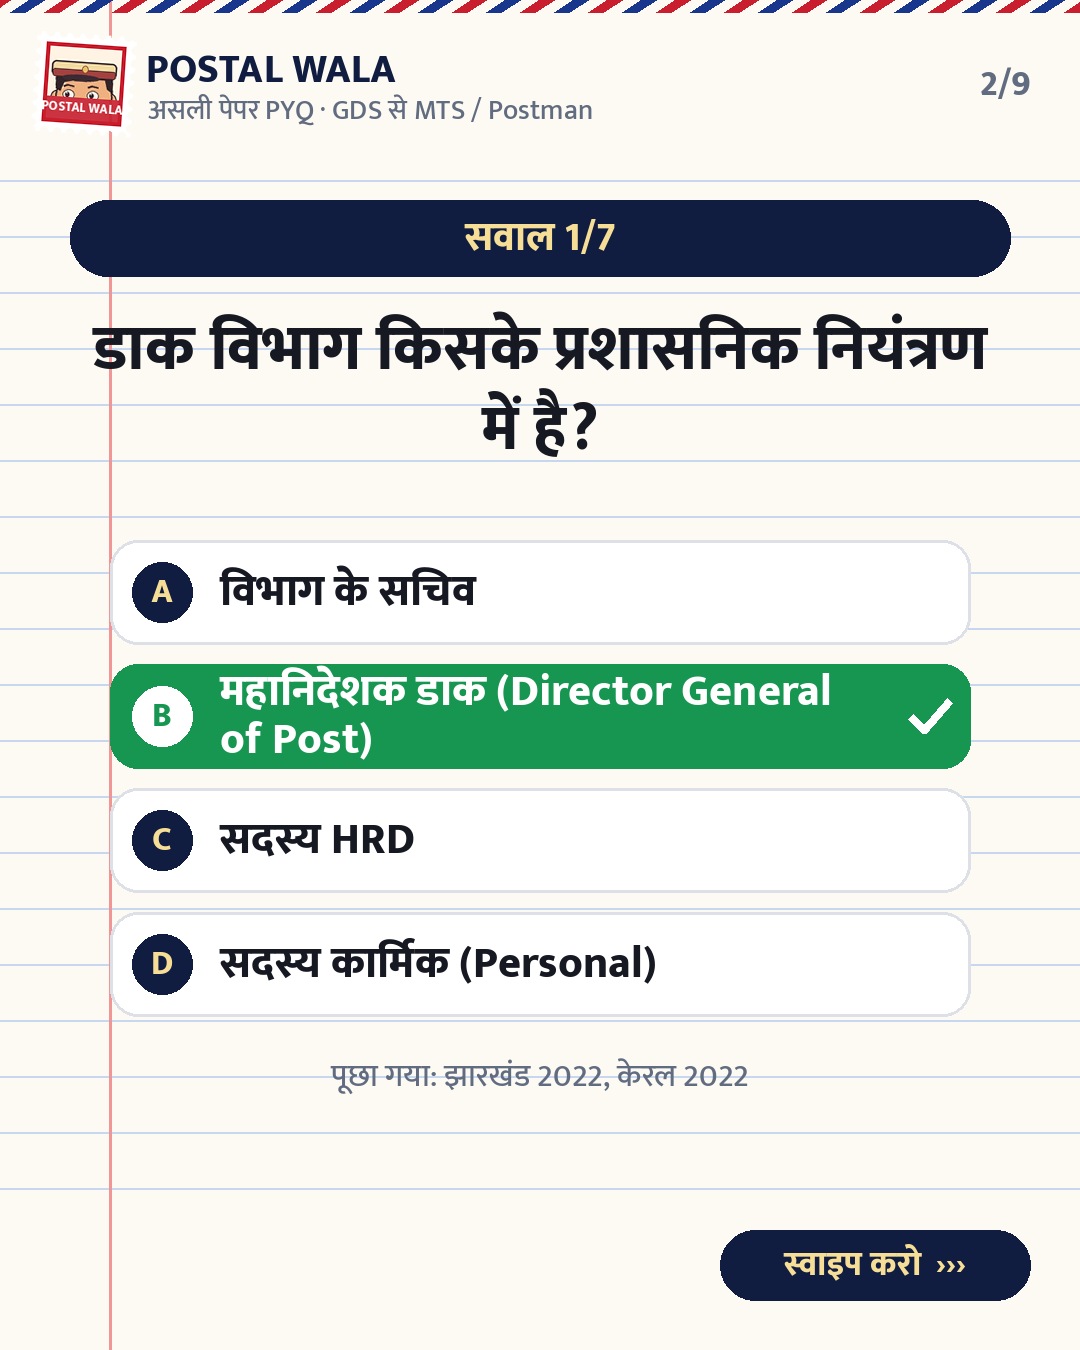 POSTAL WALA
POSTAL WALA
असली पेपर PYQ · GDS से MTS / Postman
2/9
सवाल 1/7
डाक विभाग किसके प्रशासनिक नियंत्रण
में है?
A विभाग के सचिव
B महानिदेशक डाक (Director General
of Post)
C सदस्य HRD
D सदस्य कार्मिक (Personal)
पूछा गया: झारखंड 2022, केरल 2022
स्वाइप करो ›››